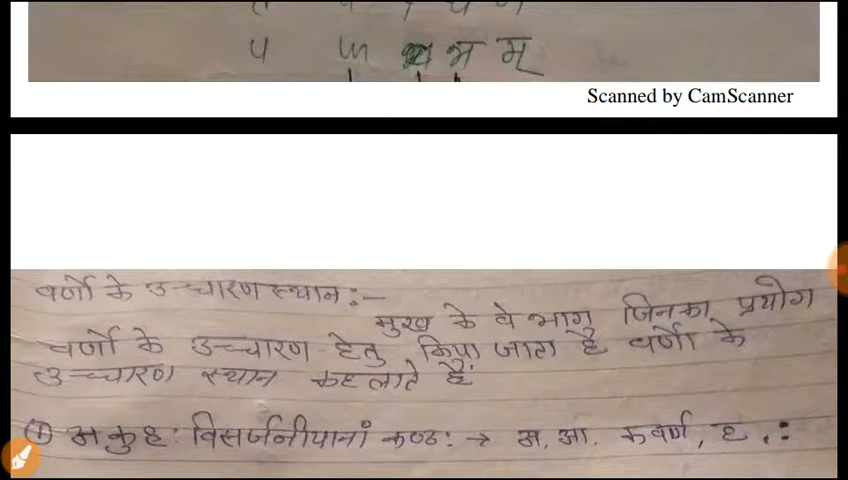 प फ भ म्
Scanned by CamScanner
वर्णो के उच्चारण स्थान :-
मुख के वे भाग जिनका प्रयोग
वर्णो के उच्चारण हेतु किया जाता है वर्णो के
उच्चारण स्थान कहलाते हैं
① अकुह: विसर्जनीयानां कण्ठ: → अ, आ. कवर्ण, ह , :